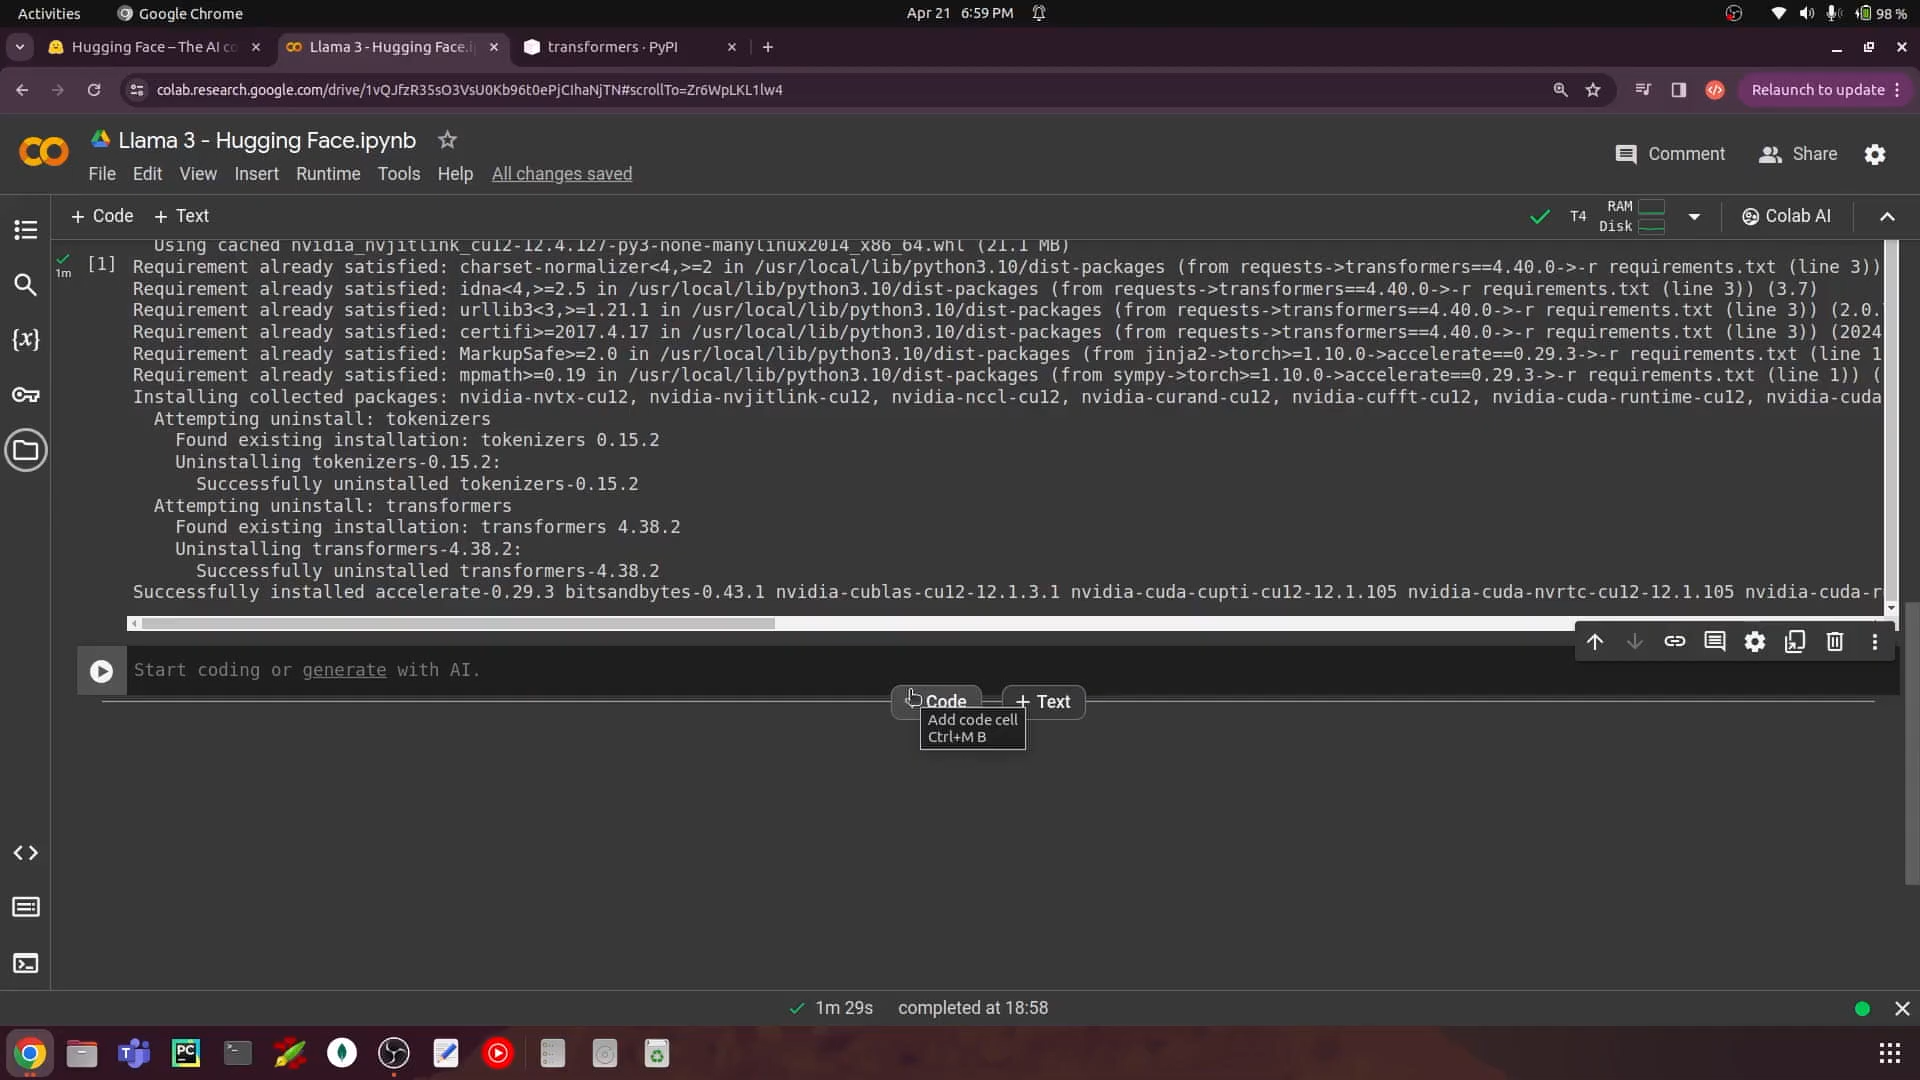 Activities Google Chrome Apr 21 6:59 PM 98 %
Hugging Face – The AI co Llama 3 - Hugging Face.i transformers · PyPI
colab.research.google.com/drive/1vQJfzR35sO3VsU0Kb96t0ePjCIhaNjTN#scrollTo=Zr6WpLKL1lw4 Relaunch to update
Llama 3 - Hugging Face.ipynb
Comment Share
File Edit View Insert Runtime Tools Help All changes saved
+ Code + Text T4 RAM Disk Colab AI
Using cached nvidia_nvjitlink_cu12-12.4.127-py3-none-manylinux2014_x86_64.whl (21.1 MB)
1m [1] Requirement already satisfied: charset-normalizer<4,>=2 in /usr/local/lib/python3.10/dist-packages (from requests->transformers==4.40.0->-r requirements.txt (line 3))
Requirement already satisfied: idna<4,>=2.5 in /usr/local/lib/python3.10/dist-packages (from requests->transformers==4.40.0->-r requirements.txt (line 3)) (3.7)
Requirement already satisfied: urllib3<3,>=1.21.1 in /usr/local/lib/python3.10/dist-packages (from requests->transformers==4.40.0->-r requirements.txt (line 3)) (2.0.
Requirement already satisfied: certifi>=2017.4.17 in /usr/local/lib/python3.10/dist-packages (from requests->transformers==4.40.0->-r requirements.txt (line 3)) (2024
Requirement already satisfied: MarkupSafe>=2.0 in /usr/local/lib/python3.10/dist-packages (from jinja2->torch>=1.10.0->accelerate==0.29.3->-r requirements.txt (line 1
Requirement already satisfied: mpmath>=0.19 in /usr/local/lib/python3.10/dist-packages (from sympy->torch>=1.10.0->accelerate==0.29.3->-r requirements.txt (line 1)) (
Installing collected packages: nvidia-nvtx-cu12, nvidia-nvjitlink-cu12, nvidia-nccl-cu12, nvidia-curand-cu12, nvidia-cufft-cu12, nvidia-cuda-runtime-cu12, nvidia-cuda
Attempting uninstall: tokenizers
Found existing installation: tokenizers 0.15.2
Uninstalling tokenizers-0.15.2:
Successfully uninstalled tokenizers-0.15.2
Attempting uninstall: transformers
Found existing installation: transformers 4.38.2
Uninstalling transformers-4.38.2:
Successfully uninstalled transformers-4.38.2
Successfully installed accelerate-0.29.3 bitsandbytes-0.43.1 nvidia-cublas-cu12-12.1.3.1 nvidia-cuda-cupti-cu12-12.1.105 nvidia-cuda-nvrtc-cu12-12.1.105 nvidia-cuda-r
Start coding or generate with AI.
Code + Text
Add code cell
Ctrl+M B
1m 29s completed at 18:58
PC